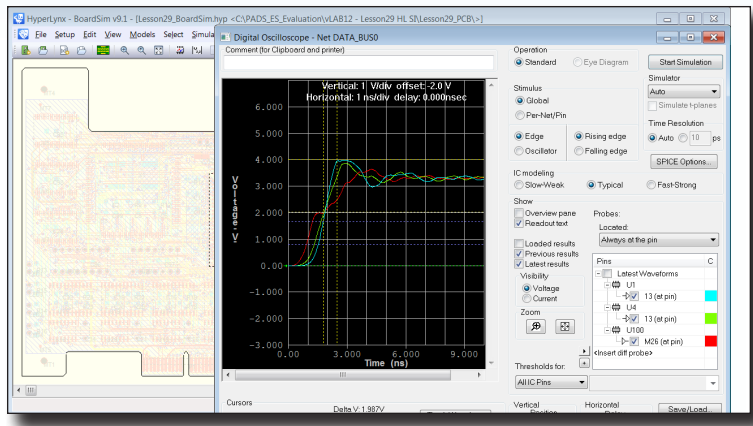 HyperLynx - BoardSim v9.1 - [Lesson29_BoardSim.hyp <C:\PADS_ES_Evaluation\vLAB12 - Lesson29 HL SI\Lesson29_PCB\>]
File Setup Edit View Models Select Simula
Digital Oscilloscope - Net DATA_BUS0
Comment (for Clipboard and printer)
Vertical: 1 V/div offset:-2.0 V
Horizontal: 1 ns/div delay: 0.000nsec
Voltage -V-
6.000
5.000
4.000
3.000
2.000
1.000
0.00
-1.000
-2.000
-3.000
0.00 3.000 6.000 9.000
Time (ns)
Cursors
Delta V: 1.987V
Operation
Standard Eye Diagram
Start Simulation
Stimulus
Global
Per-Net/Pin
Simulator
Auto
Simulate t-planes
Time Resolution
Auto 10 ps
Edge Rising edge
Oscillator Falling edge
SPICE Options...
IC modeling
Slow-Weak Typical Fast-Strong
Show
Overview pane
Readout text
Loaded results
Previous results
Latest results
Visibility
Voltage
Current
Zoom
Probes:
Located:
Always at the pin
Pins C
Latest Waveforms
U1
13 (at pin)
U4
13 (at pin)
U100
M26 (at pin)
<Insert diff probe>
Thresholds for:
All IC Pins
Vertical Horizontal
Position Delay
Save/Load...